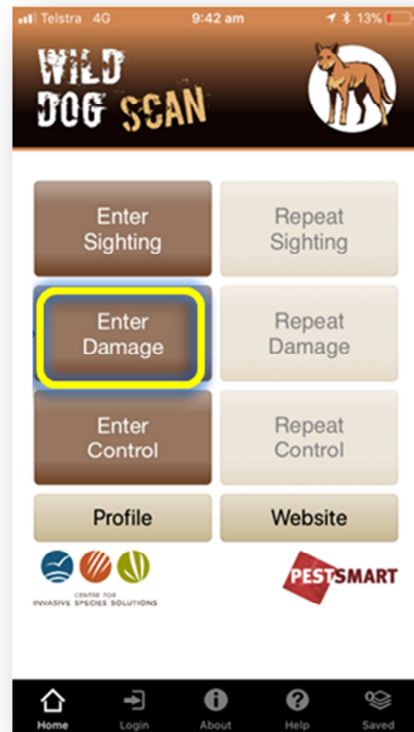 Telstra 4G 9:42 am 13%
WILD
DOG SCAN
Enter
Sighting
Repeat
Sighting
Enter
Damage
Repeat
Damage
Enter
Control
Repeat
Control
Profile
Website
CENTRE FOR
INVASIVE SPECIES SOLUTIONS
PESTSMART
Home Login About Help Saved